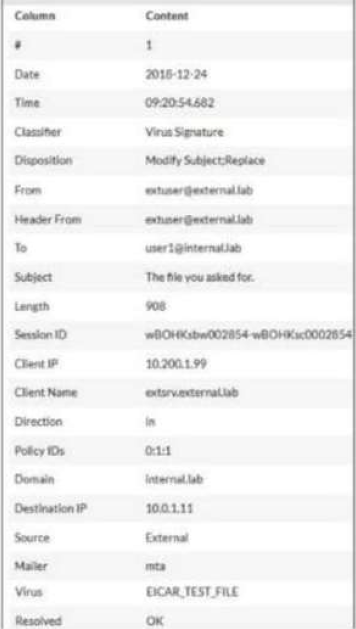 Column Content
# 1
Date 2018-12-24
Time 09:20:54.682
Classifier Virus Signature
Disposition Modify Subject;Replace
From extuser@external.lab
Header From extuser@external.lab
To user1@internal.lab
Subject The file you asked for.
Length 908
Session ID wBOHKsbw002854-wBOHKsc0002854
Client IP 10.200.1.99
Client Name extsrv.external.lab
Direction In
Policy IDs 0:1:1
Domain internal.lab
Destination IP 10.0.1.11
Source External
Mailer mta
Virus EICAR_TEST_FILE
Resolved OK